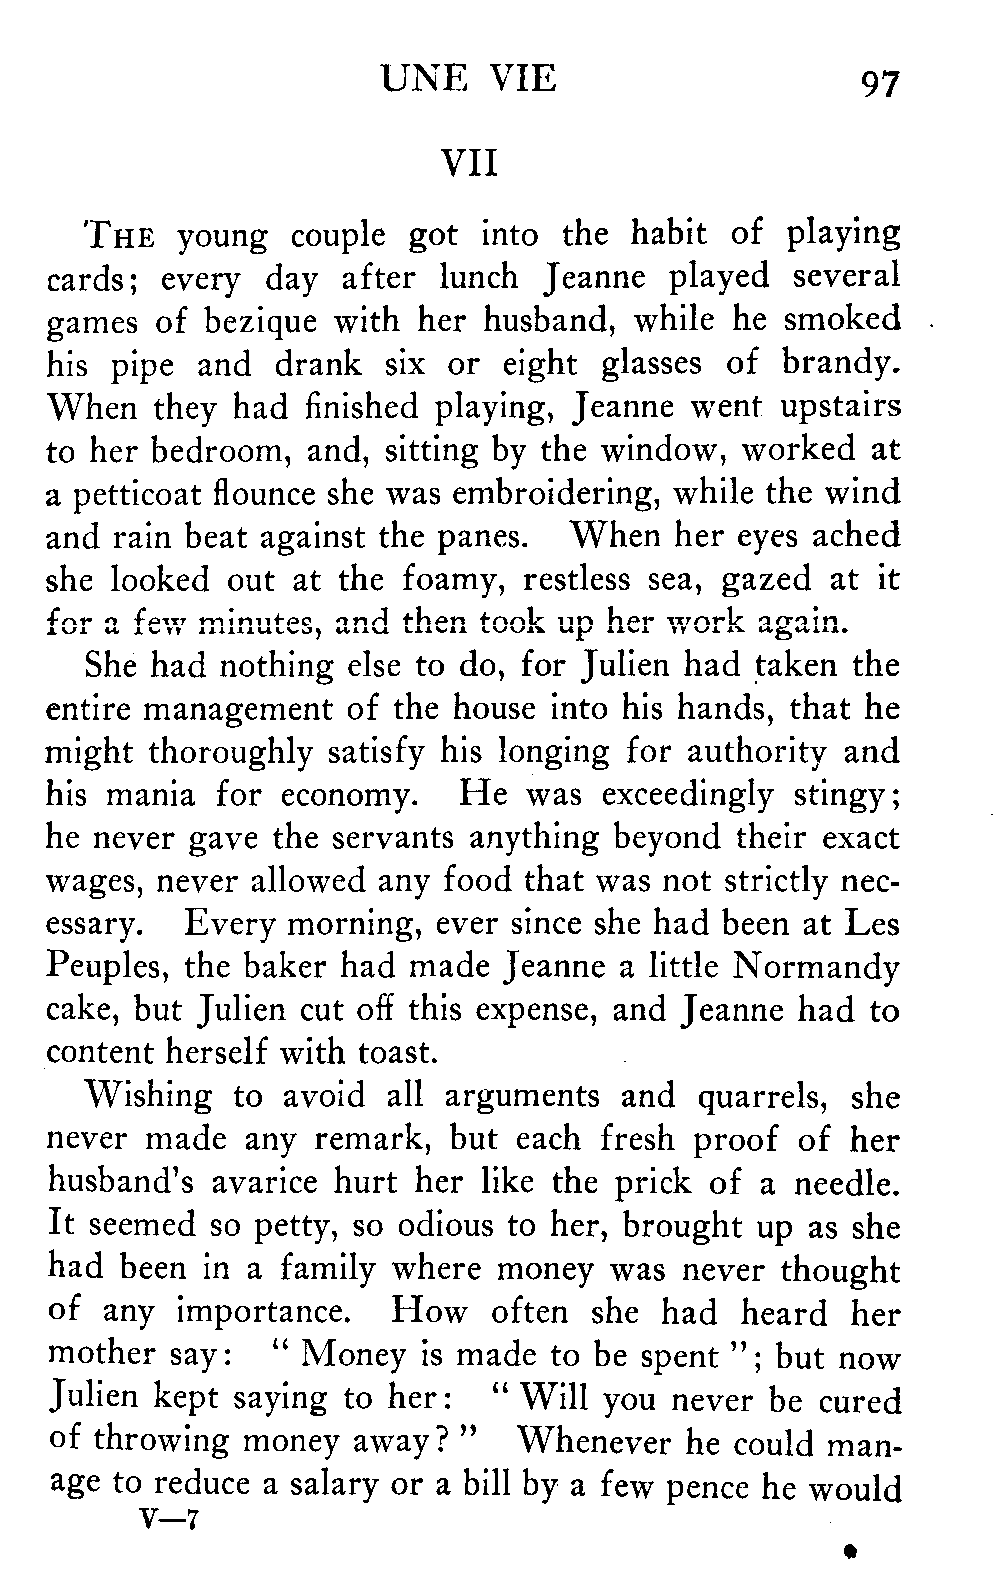 UNE VIE 97
VII
THE young couple got into the habit of playing
cards; every day after lunch Jeanne played several
games of bezique with her husband, while he smoked
his pipe and drank six or eight glasses of brandy.
When they had finished playing, Jeanne went upstairs
to her bedroom, and, sitting by the window, worked at
a petticoat flounce she was embroidering, while the wind
and rain beat against the panes. When her eyes ached
she looked out at the foamy, restless sea, gazed at it
for a few minutes, and then took up her work again.
She had nothing else to do, for Julien had taken the
entire management of the house into his hands, that he
might thoroughly satisfy his longing for authority and
his mania for economy. He was exceedingly stingy;
he never gave the servants anything beyond their exact
wages, never allowed any food that was not strictly nec-
essary. Every morning, ever since she had been at Les
Peuples, the baker had made Jeanne a little Normandy
cake, but Julien cut off this expense, and Jeanne had to
content herself with toast.
Wishing to avoid all arguments and quarrels, she
never made any remark, but each fresh proof of her
husband's avarice hurt her like the prick of a needle.
It seemed so petty, so odious to her, brought up as she
had been in a family where money was never thought
of any importance. How often she had heard her
mother say: " Money is made to be spent "; but now
Julien kept saying to her: " Will you never be cured
of throwing money away? " Whenever he could man-
age to reduce a salary or a bill by a few pence he would
V—7